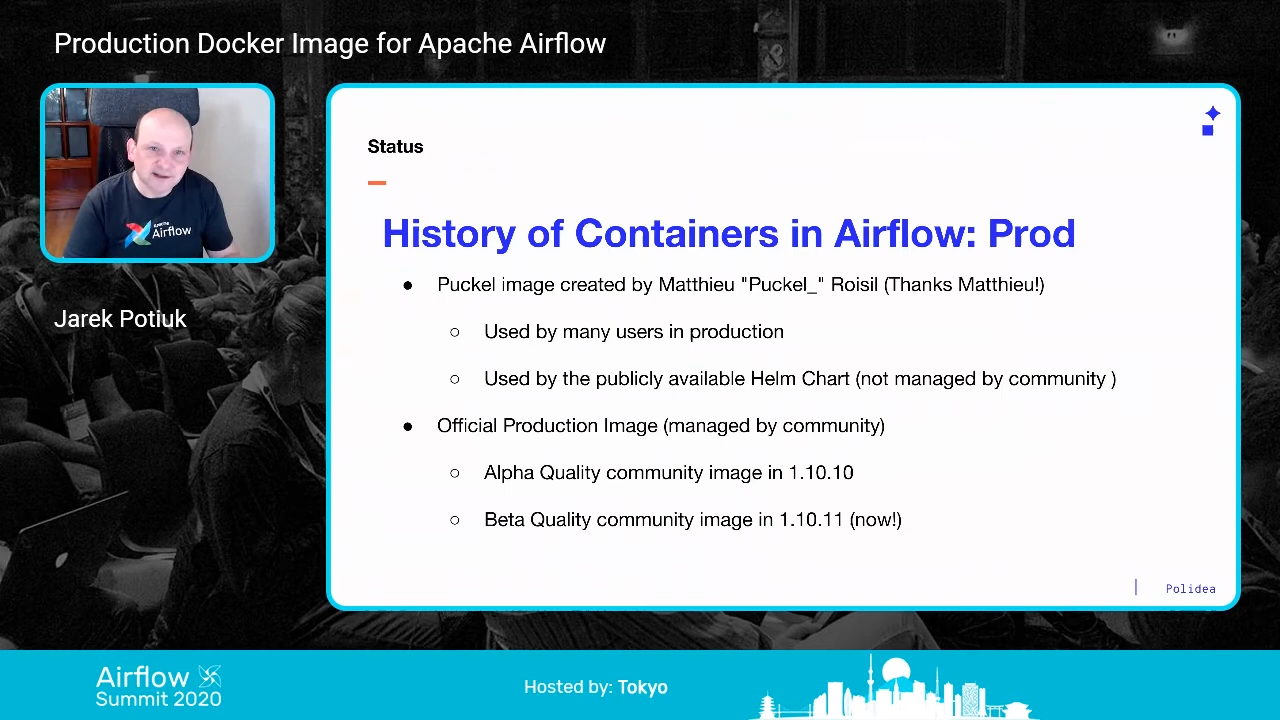 Production Docker Image for Apache Airflow
Apache
Airflow
Jarek Potiuk
Status
History of Containers in Airflow: Prod
● Puckel image created by Matthieu "Puckel_" Roisil (Thanks Matthieu!)
○ Used by many users in production
○ Used by the publicly available Helm Chart (not managed by community )
● Official Production Image (managed by community)
○ Alpha Quality community image in 1.10.10
○ Beta Quality community image in 1.10.11 (now!)
| Polidea
Airflow
Summit 2020
Hosted by: Tokyo